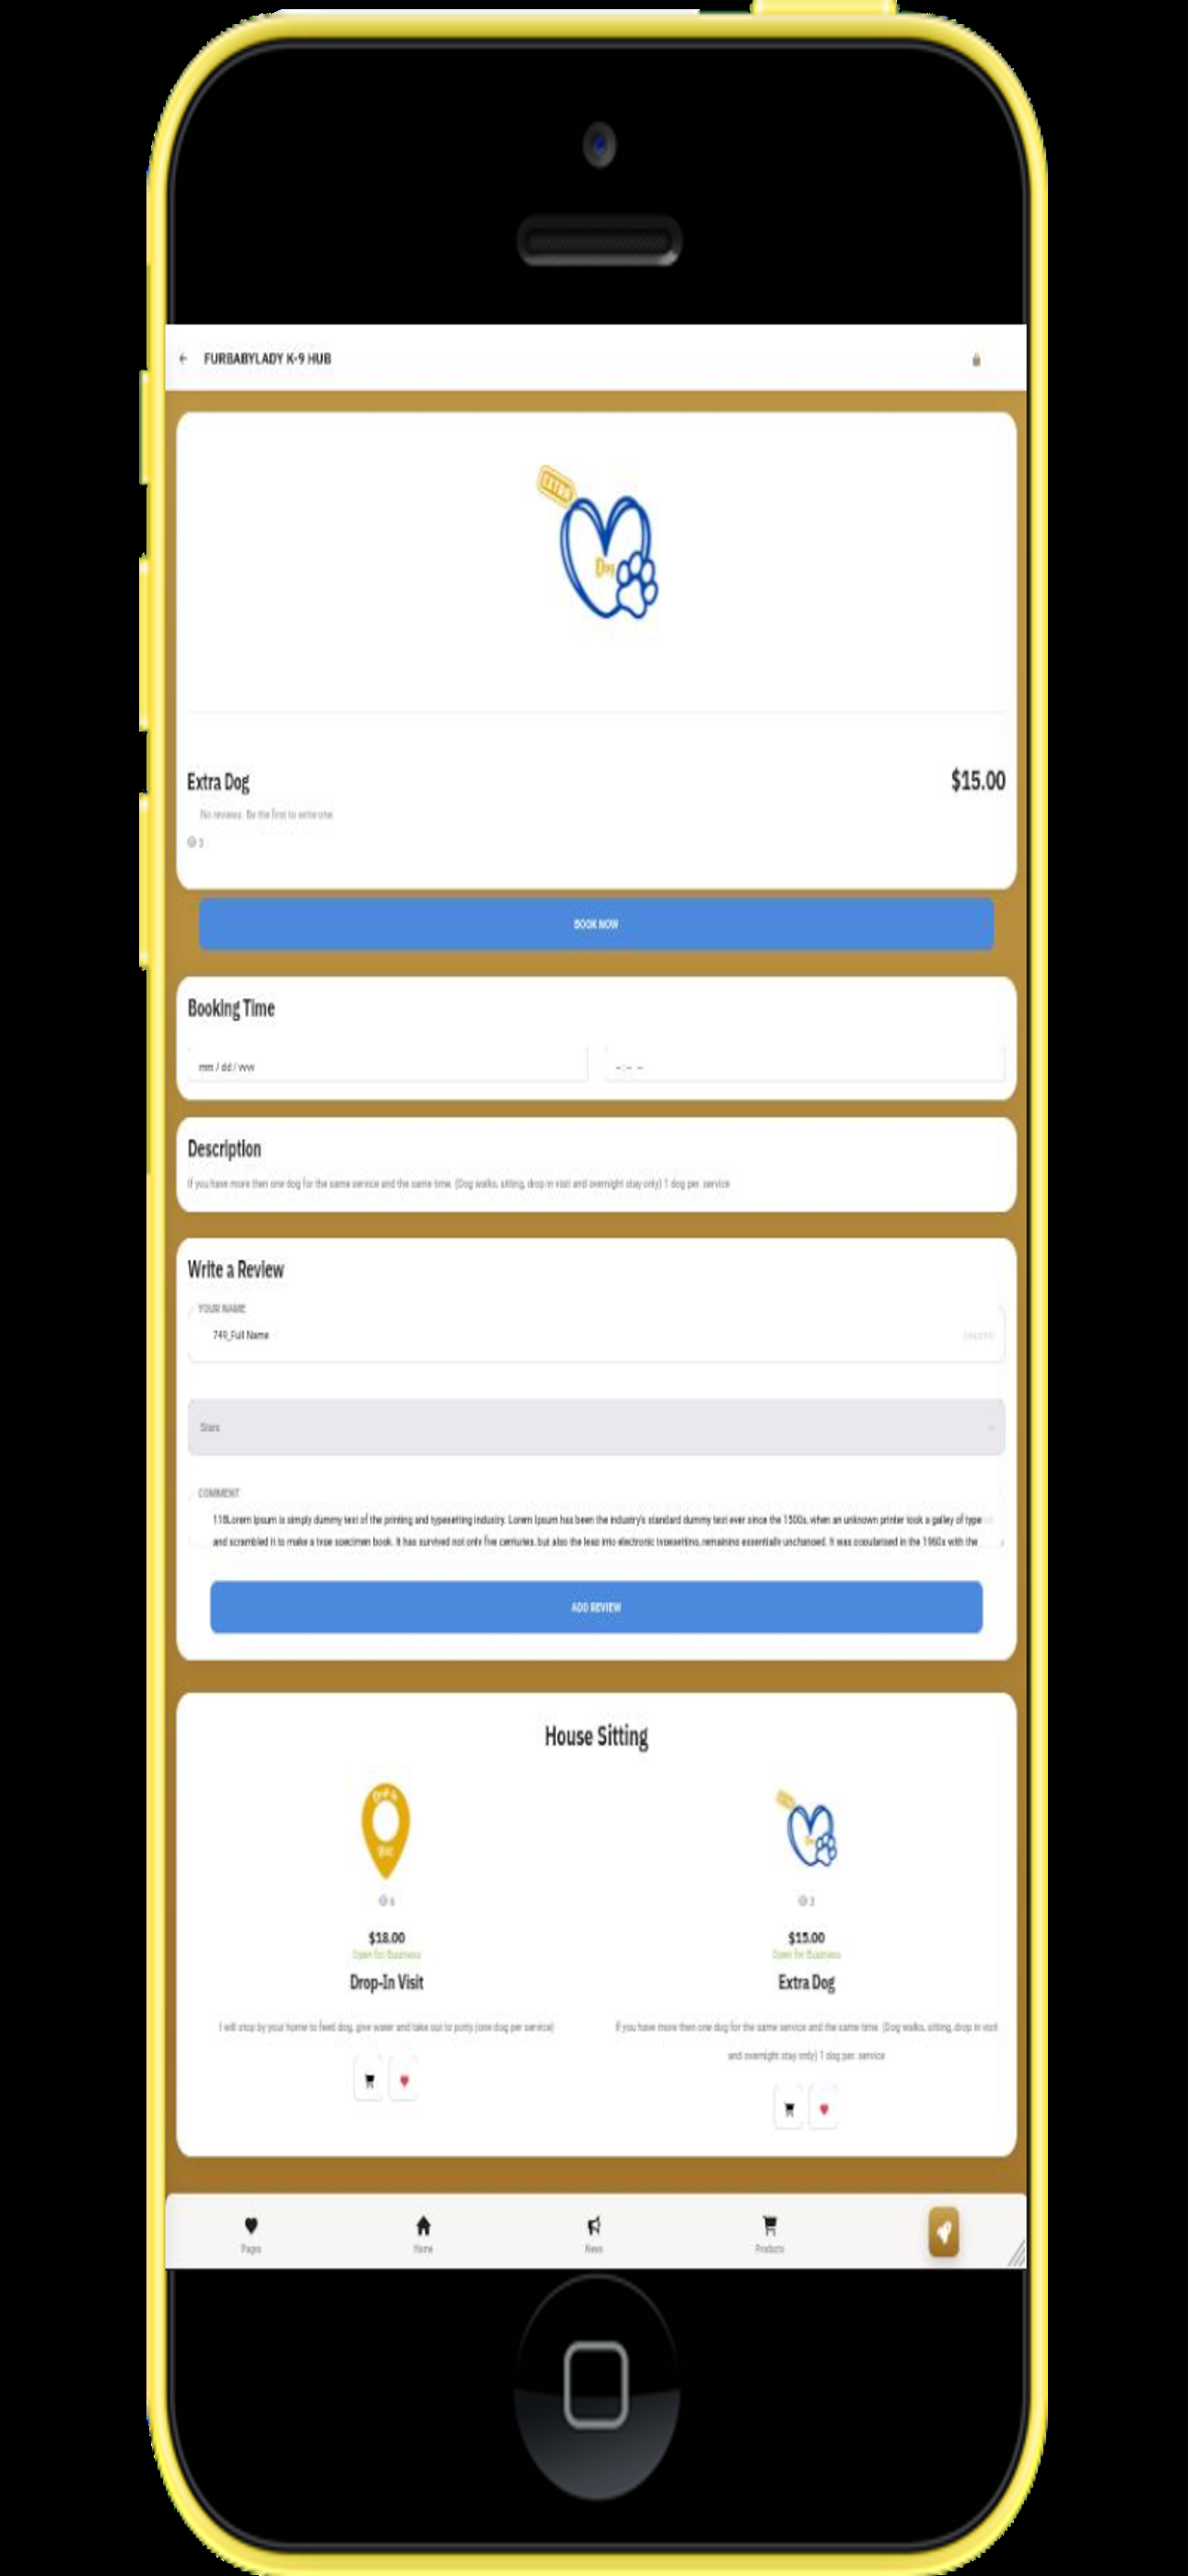 FURBABYLADY K-9 HUB
EXTRA
Dog
Extra Dog
$15.00
No reviews. Be the first to write one.
3
BOOK NOW
Booking Time
mm / dd / yyyy
--:-- --
Description
If you have more then one dog for the same service and the same time. (Dog walks, sitting, drop in visit and overnight stay only) 1 dog per. service
Write a Review
YOUR NAME
749_Full Name
COMMENT
Stars
118Lorem Ipsum is simply dummy text of the printing and typesetting industry. Lorem Ipsum has been the industry's standard dummy text ever since the 1500s, when an unknown printer took a galley of type
and scrambled it to make a type specimen book. It has survived not only five centuries, but also the leap into electronic typesetting, remaining essentially unchanged. It was popularised in the 1960s with the
ADD REVIEW
House Sitting
6
$18.00
Open for Business
Drop-In Visit
I will stop by your home to feed dog, give water and take out to potty (one dog per service)
3
$15.00
Open for Business
Extra Dog
If you have more then one dog for the same service and the same time. (Dog walks, sitting, drop in visit
and overnight stay only) 1 dog per. service
Pages
Home
News
Products